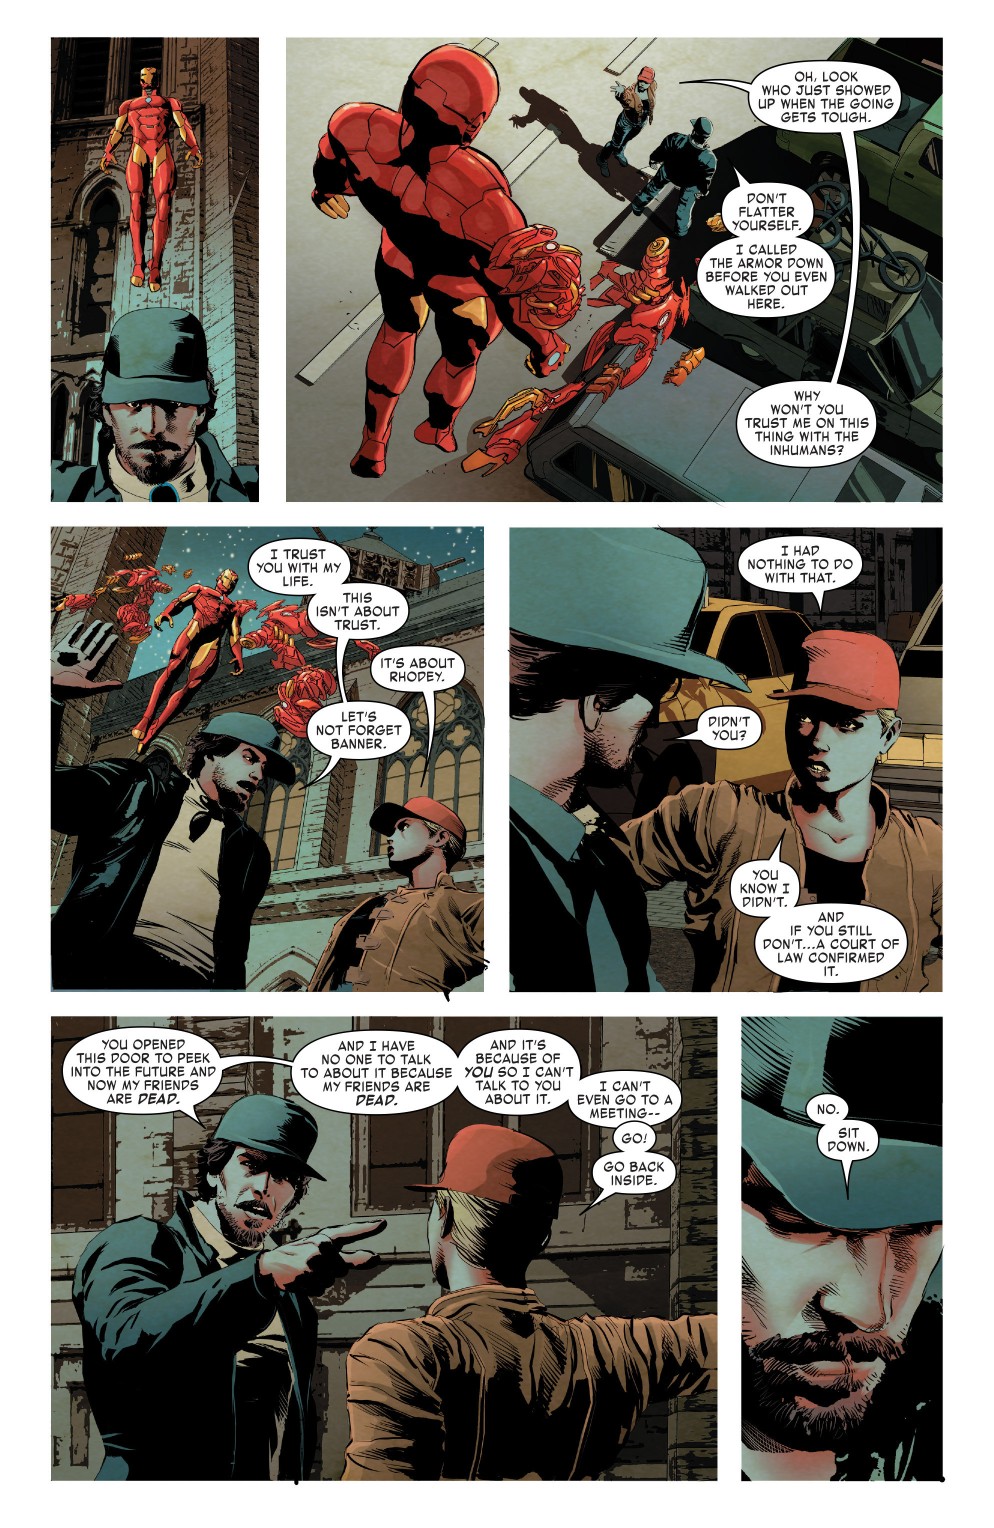 OH, LOOK
WHO JUST SHOWED
UP WHEN THE GOING
GETS TOUGH.
DON'T
FLATTER
YOURSELF.
I CALLED
THE ARMOR DOWN
BEFORE YOU EVEN
WALKED OUT
HERE.
WHY
WON'T YOU
TRUST ME ON THIS
THING WITH THE
INHUMANS?
I TRUST
YOU WITH MY
LIFE.
THIS
ISN'T ABOUT
TRUST.
IT'S ABOUT
RHODEY.
LET'S
NOT FORGET
BANNER.
I HAD
NOTHING TO DO
WITH THAT.
DIDN'T
YOU?
YOU
KNOW I
DIDN'T.
AND
IF YOU STILL
DON'T...A COURT OF
LAW CONFIRMED
IT.
YOU OPENED
THIS DOOR TO PEEK
INTO THE FUTURE AND
NOW MY FRIENDS
ARE DEAD.
AND I HAVE
NO ONE TO TALK
TO ABOUT IT BECAUSE
MY FRIENDS ARE
DEAD.
AND IT'S
BECAUSE OF
YOU SO I CAN'T
TALK TO YOU
ABOUT IT.
I CAN'T
EVEN GO TO A
MEETING--
GO!
GO BACK
INSIDE.
NO.
SIT
DOWN.